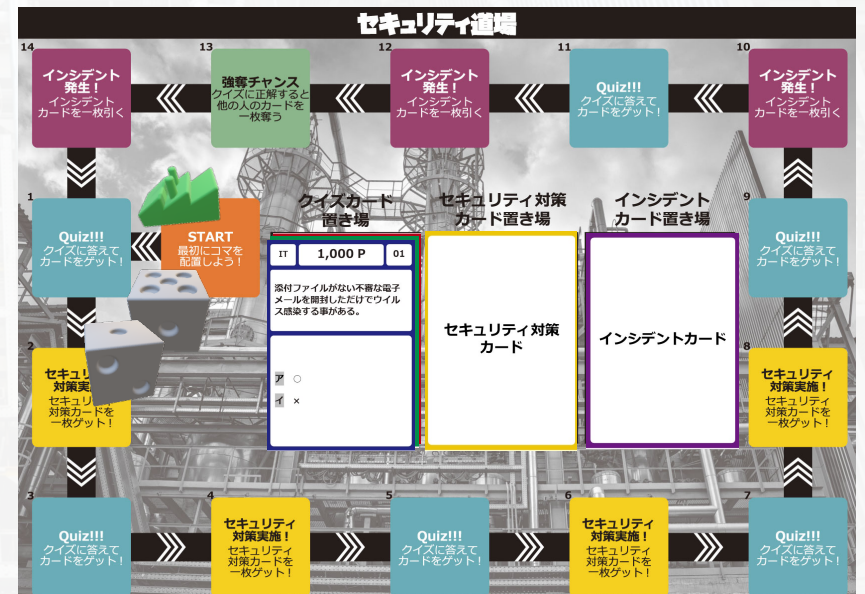 セキュリティ道場
14
インシデント
発生！
インシデント
カードを一枚引く
13
強奪チャンス
クイズに正解すると
他の人のカードを
一枚奪う
12
インシデント
発生！
インシデント
カードを一枚引く
11
Quiz!!!
クイズに答えて
カードをゲット！
10
インシデント
発生！
インシデント
カードを一枚引く
1
Quiz!!!
クイズに答えて
カードをゲット！
START
最初にコマを
配置しよう！
クイズカード
置き場
セキュリティ対策
カード置き場
インシデント
カード置き場
9
Quiz!!!
クイズに答えて
カードをゲット！
IT
1,000 P
01
添付ファイルがない不審な電子
メールを開封しただけでウイル
ス感染する事がある。
ア ○
イ ×
セキュリティ対策
カード
インシデントカード
2
セキュリ
対策実
セキュリ
対策カードを
一枚ゲット！
8
セキュリティ
対策実施！
セキュリティ
対策カードを
一枚ゲット！
3
Quiz!!!
クイズに答えて
カードをゲット！
4
セキュリティ
対策実施！
セキュリティ
対策カードを
一枚ゲット！
5
Quiz!!!
クイズに答えて
カードをゲット！
6
セキュリティ
対策実施！
セキュリティ
対策カードを
一枚ゲット！
7
Quiz!!!
クイズに答えて
カードをゲット！